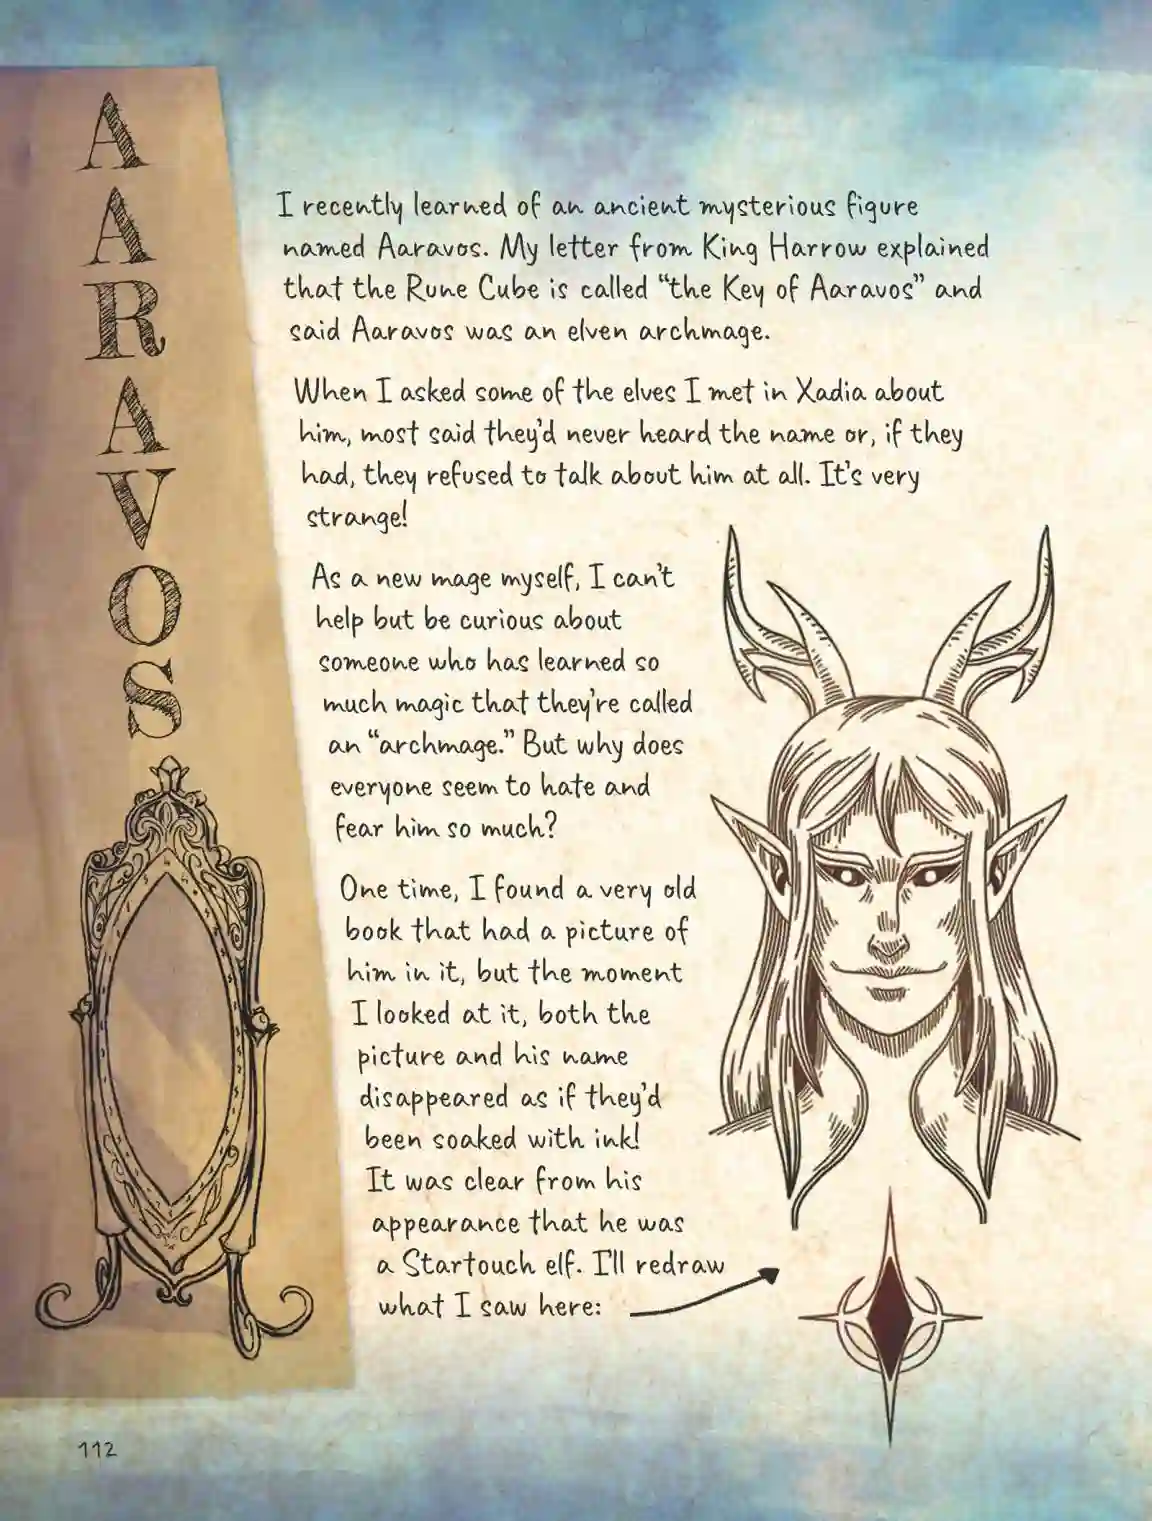 AARAVOS
I recently learned of an ancient mysterious figure
named Aaravos. My letter from King Harrow explained
that the Rune Cube is called “the Key of Aaravos” and
said Aaravos was an elven archmage.
When I asked some of the elves I met in Xadia about
him, most said they’d never heard the name or, if they
had, they refused to talk about him at all. It’s very
strange!
As a new mage myself, I can’t
help but be curious about
someone who has learned so
much magic that they’re called
an “archmage.” But why does
everyone seem to hate and
fear him so much?
One time, I found a very old
book that had a picture of
him in it, but the moment
I looked at it, both the
picture and his name
disappeared as if they’d
been soaked with ink!
It was clear from his
appearance that he was
a Startouch elf. I’ll redraw
what I saw here:
112